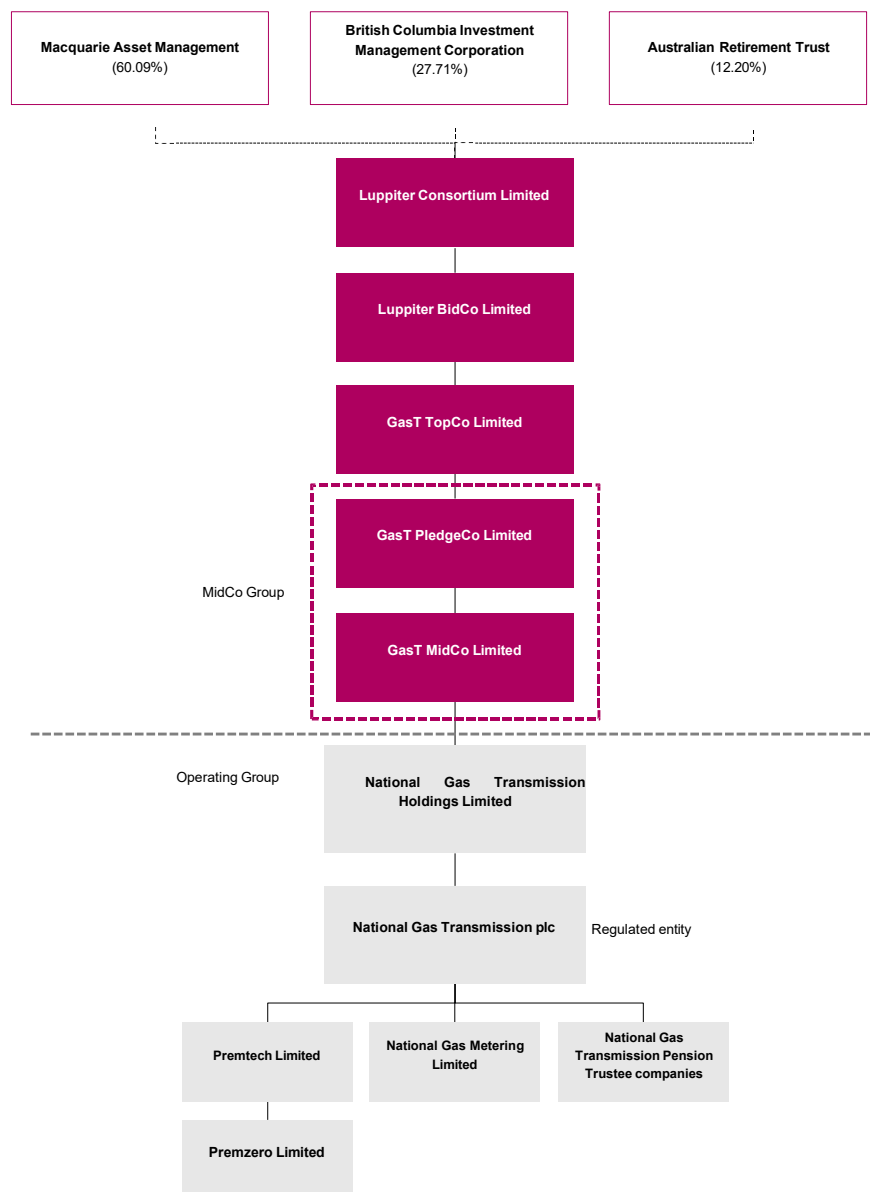 Macquarie Asset Management
(60.09%)
British Columbia Investment
Management Corporation
(27.71%)
Australian Retirement Trust
(12.20%)
Luppiter Consortium Limited
Luppiter BidCo Limited
GasT TopCo Limited
GasT PledgeCo Limited
MidCo Group
GasT MidCo Limited
Operating Group
National Gas Transmission
Holdings Limited
National Gas Transmission plc
Regulated entity
Premtech Limited
National Gas Metering
Limited
National Gas
Transmission Pension
Trustee companies
Premzero Limited